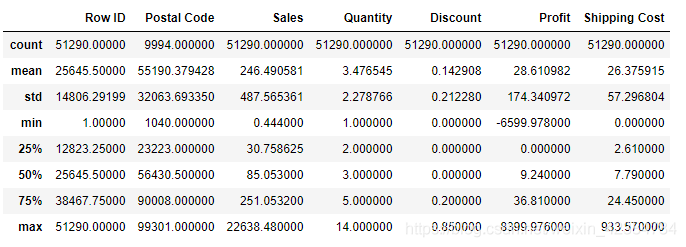 Row ID Postal Code Sales Quantity Discount Profit Shipping Cost
count 51290.00000 9994.000000 51290.000000 51290.000000 51290.000000 51290.000000 51290.000000
mean 25645.50000 55190.379428 246.490581 3.476545 0.142908 28.610982 26.375915
std 14806.29199 32063.693350 487.565361 2.278766 0.212280 174.340972 57.296804
min 1.00000 1040.000000 0.444000 1.000000 0.000000 -6599.978000 0.000000
25% 12823.25000 23223.000000 30.758625 2.000000 0.000000 0.000000 2.610000
50% 25645.50000 56430.500000 85.053000 3.000000 0.000000 9.240000 7.790000
75% 38467.75000 90008.000000 251.053200 5.000000 0.200000 36.810000 24.450000
max 51290.00000 99301.000000 22638.480000 14.000000 0.850000 8399.976000 933.570000